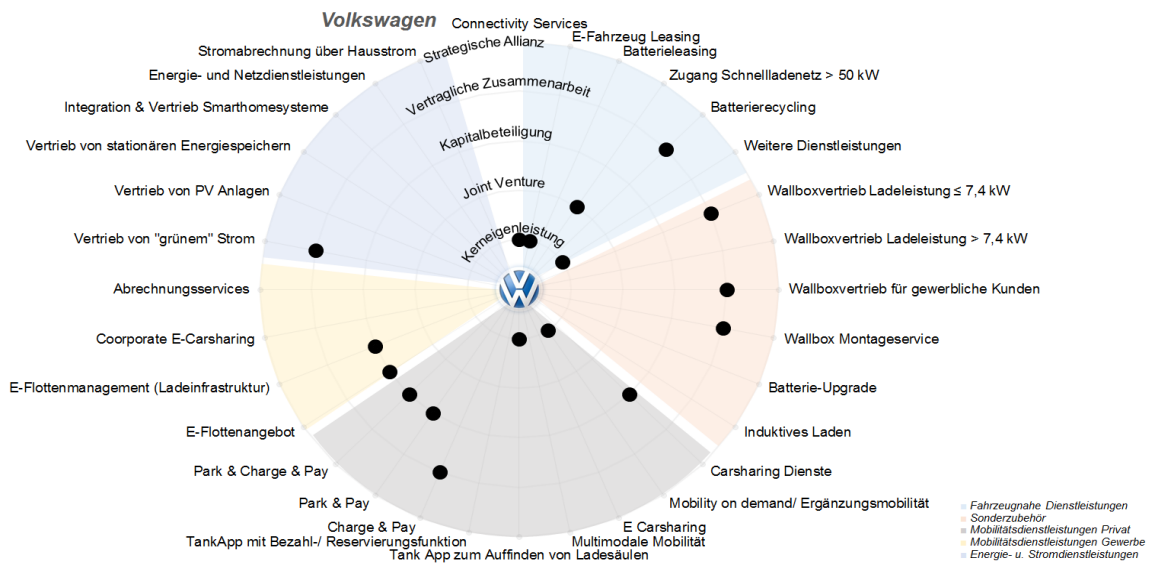 Volkswagen
Connectivity Services
E-Fahrzeug Leasing
Batterieleasing
Zugang Schnellladenetz > 50 kW
Batterierecycling
Weitere Dienstleistungen
Wallboxvertrieb Ladeleistung ≤ 7,4 kW
Wallboxvertrieb Ladeleistung > 7,4 kW
Wallboxvertrieb für gewerbliche Kunden
Wallbox Montageservice
Batterie-Upgrade
Induktives Laden
Carsharing Dienste
Mobility on demand/ Ergänzungsmobilität
E Carsharing
Multimodale Mobilität
Tank App zum Auffinden von Ladesäulen
TankApp mit Bezahl-/ Reservierungsfunktion
Charge & Pay
Park & Pay
Park & Charge & Pay
E-Flottenangebot
E-Flottenmanagement (Ladeinfrastruktur)
Coorporate E-Carsharing
Abrechnungsservices
Vertrieb von "grünem" Strom
Vertrieb von PV Anlagen
Vertrieb von stationären Energiespeichern
Integration & Vertrieb Smarthomesysteme
Energie- und Netzdienstleistungen
Stromabrechnung über Hausstrom
Strategische Allianz
Vertragliche Zusammenarbeit
Kapitalbeteiligung
Joint Venture
Kerneigenleistung
Fahrzeugnahe Dienstleistungen
Sonderzubehör
Mobilitätsdienstleistungen Privat
Mobilitätsdienstleistungen Gewerbe
Energie- u. Stromdienstleistungen